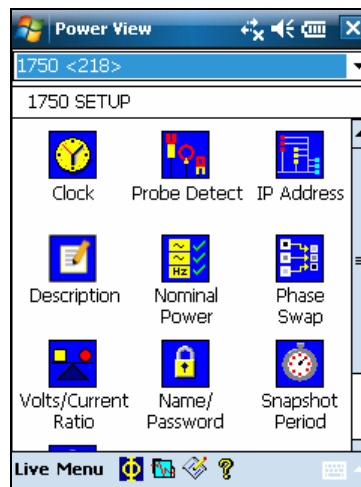 Power View
1750 <218>
1750 SETUP
Clock
Probe Detect
IP Address
Description
Hz
Nominal Power
Phase Swap
Volts/Current Ratio
Name/ Password
Snapshot Period
Live Menu